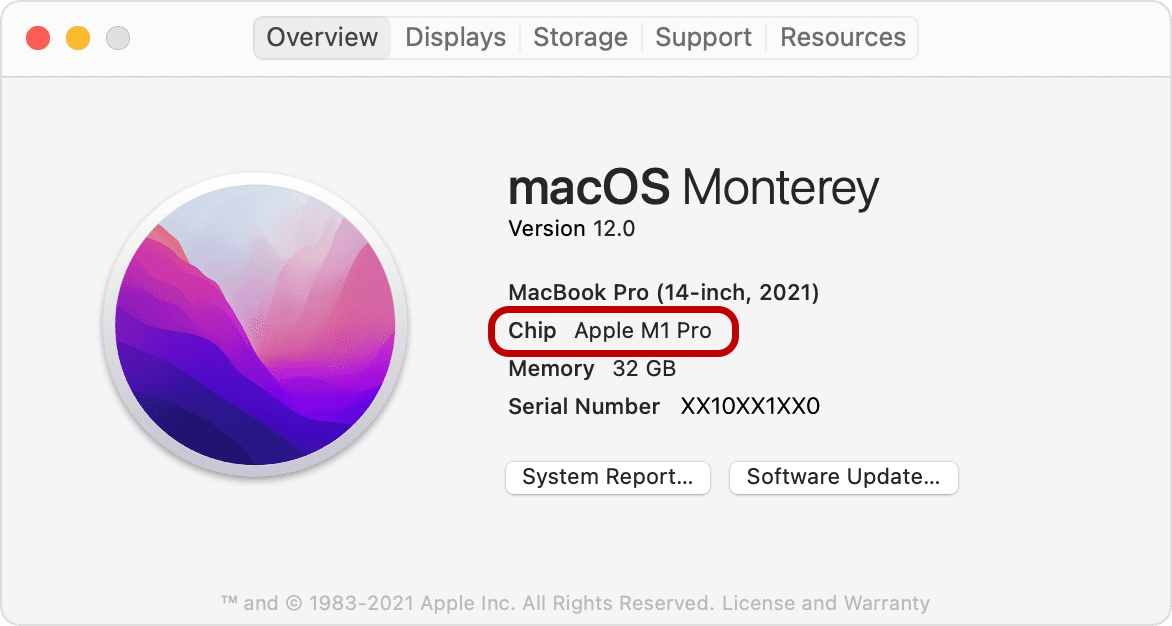 Overview Displays Storage Support Resources
macOS Monterey
Version 12.0
MacBook Pro (14-inch, 2021)
Chip Apple M1 Pro
Memory 32 GB
Serial Number XX10XX1XX0
System Report... Software Update...
™ and © 1983-2021 Apple Inc. All Rights Reserved. License and Warranty